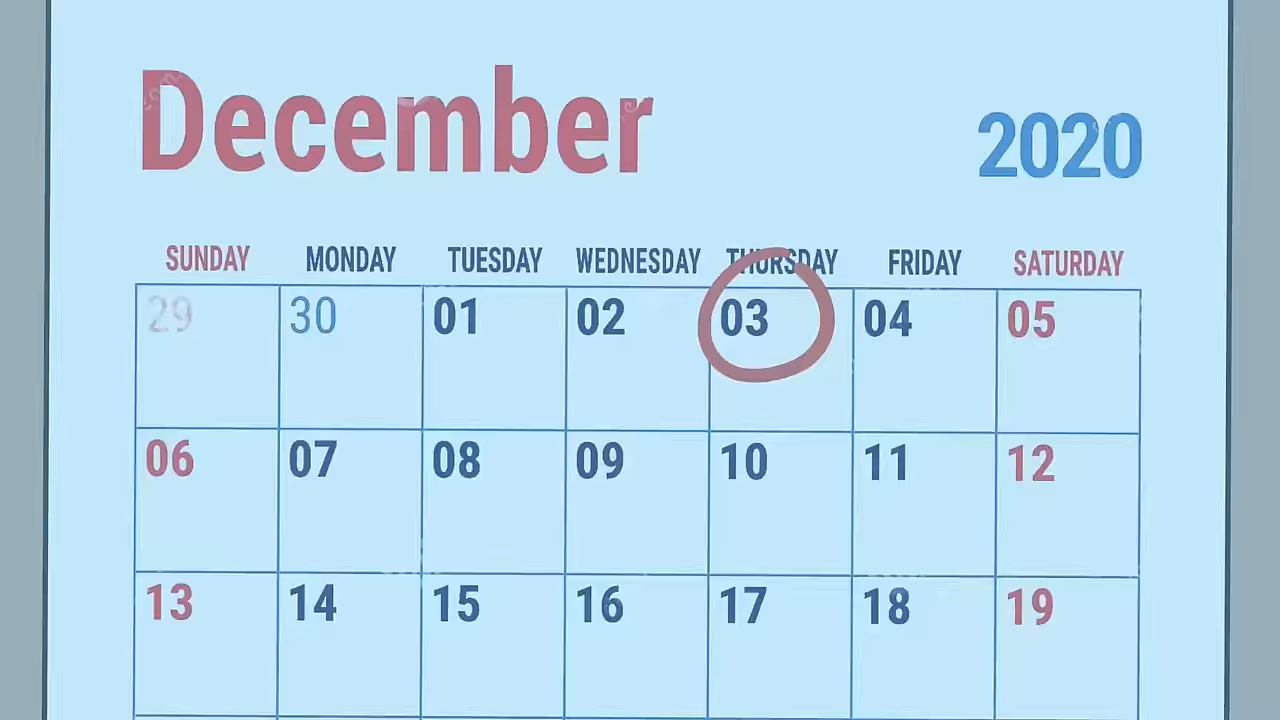 December 2020
SUNDAY MONDAY TUESDAY WEDNESDAY THURSDAY FRIDAY SATURDAY
29 30 01 02 03 04 05
06 07 08 09 10 11 12
13 14 15 16 17 18 19